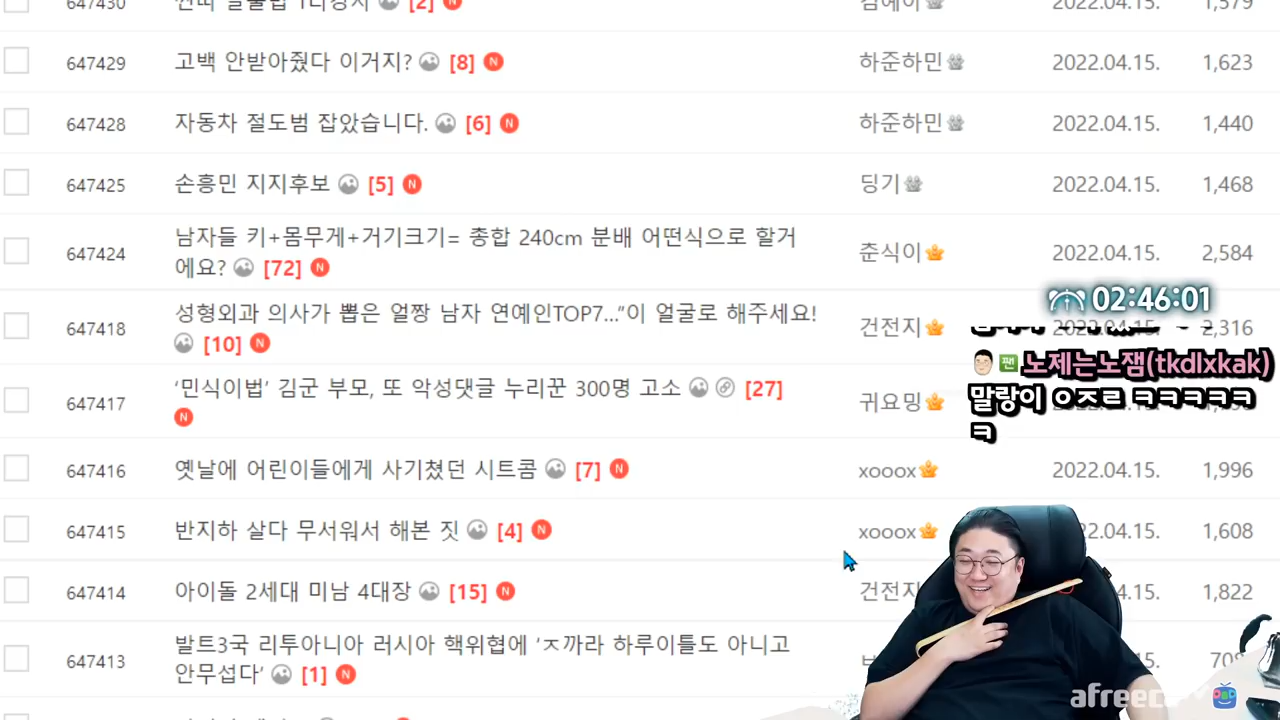 647430 [2] N 2022.04.15. 1,579
647429 고백 안받아줬다 이거지? [8] N 하준하민 2022.04.15. 1,623
647428 자동차 절도범 잡았습니다. [6] N 하준하민 2022.04.15. 1,440
647425 손흥민 지지후보 [5] N 딩기 2022.04.15. 1,468
647424 남자들 키+몸무게+거기크기= 총합 240cm 분배 어떤식으로 할거
에요? [72] N 춘식이 2022.04.15. 2,584
02:46:01
647418 성형외과 의사가 뽑은 얼짱 남자 연예인TOP7…”이 얼굴로 해주세요!
[10] N 건전지 2022.04.15. 2,316
노제는노잼(tkdlxkak)
말랑이 ㅇㅈㄹ ㅋㅋㅋㅋㅋ
ㅋ
647417 ‘민식이법’ 김군 부모, 또 악성댓글 누리꾼 300명 고소 [27]
N 귀요밍
647416 옛날에 어린이들에게 사기쳤던 시트콤 [7] N xooox 2022.04.15. 1,996
647415 반지하 살다 무서워서 해본 짓 [4] N xooox 1,608
647414 아이돌 2세대 미남 4대장 [15] N 건전지 1,822
647413 발트3국 리투아니아 러시아 핵위협에 ‘ㅈ까라 하루이틀도 아니고
안무섭다’ [1] N